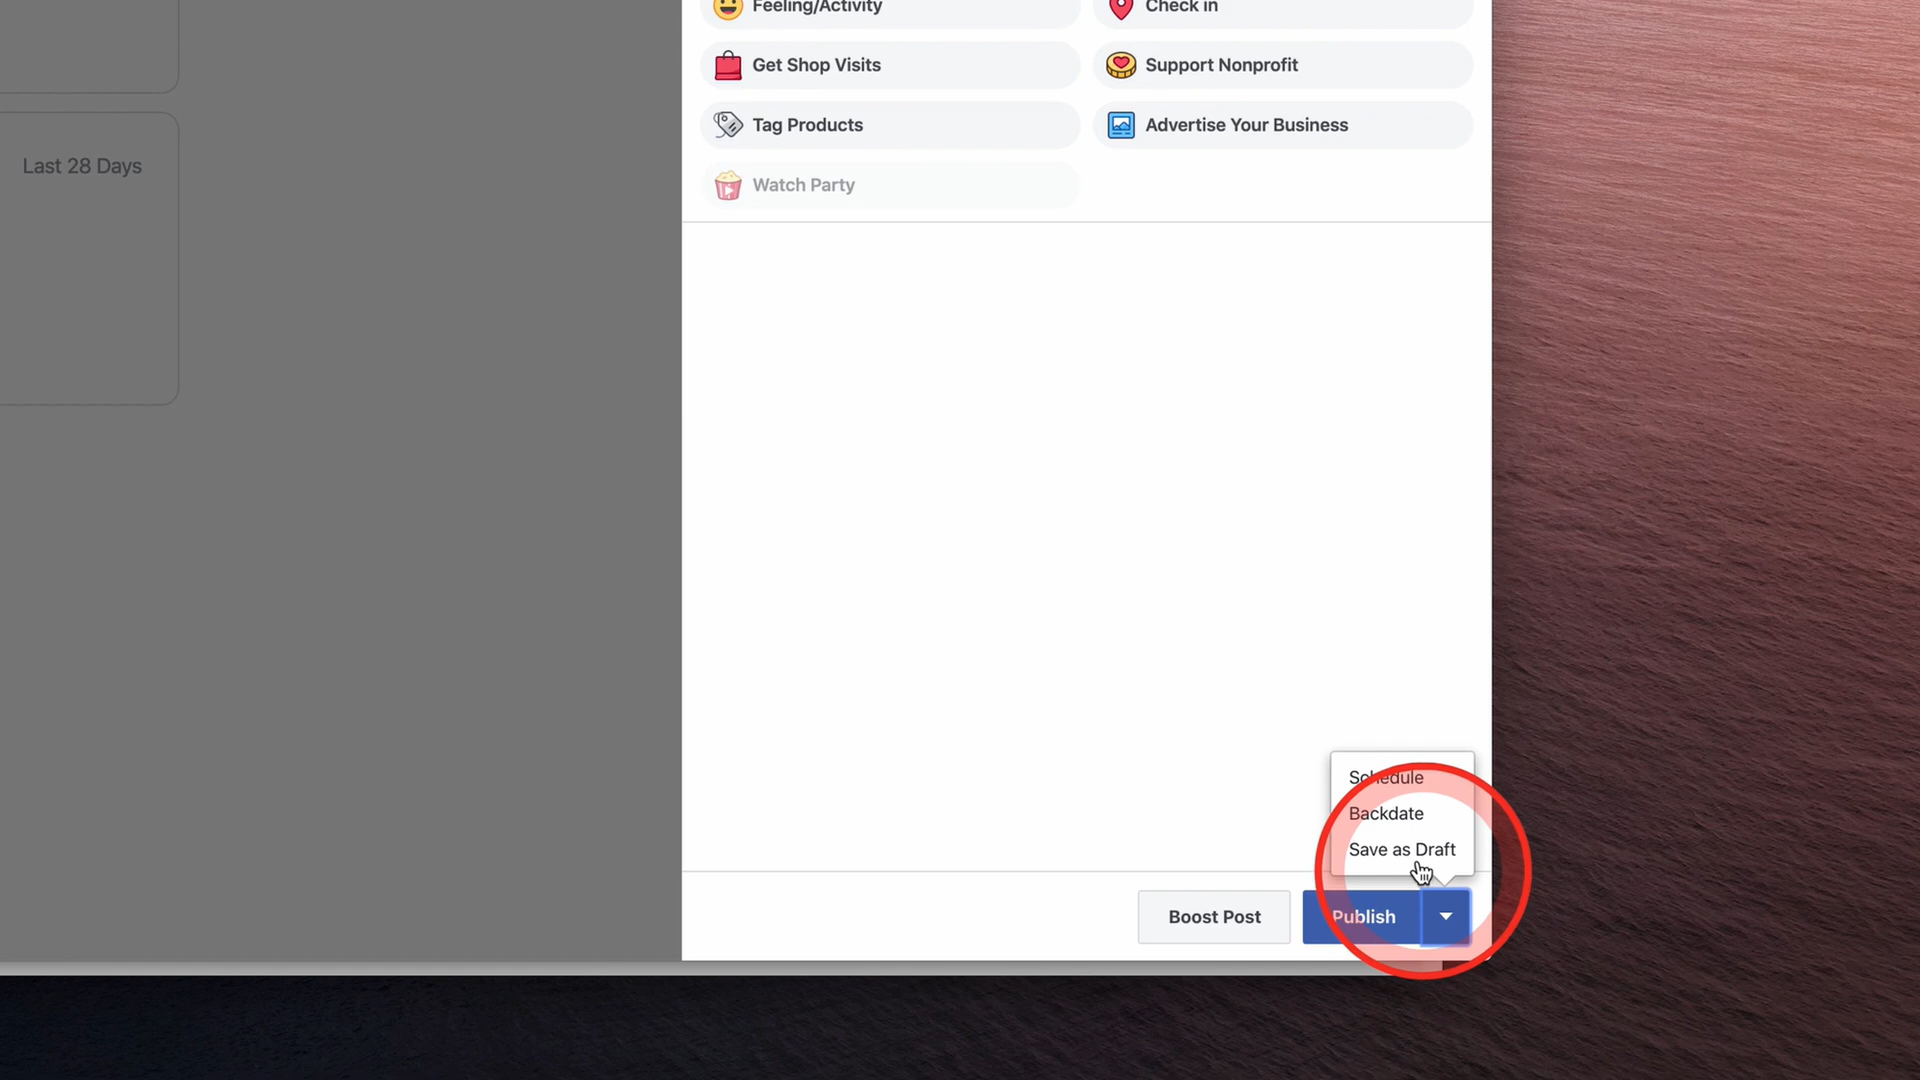 Feeling/Activity
Check in
Get Shop Visits
Support Nonprofit
Tag Products
Advertise Your Business
Last 28 Days
Watch Party
Schedule
Backdate
Save as Draft
Boost Post
Publish